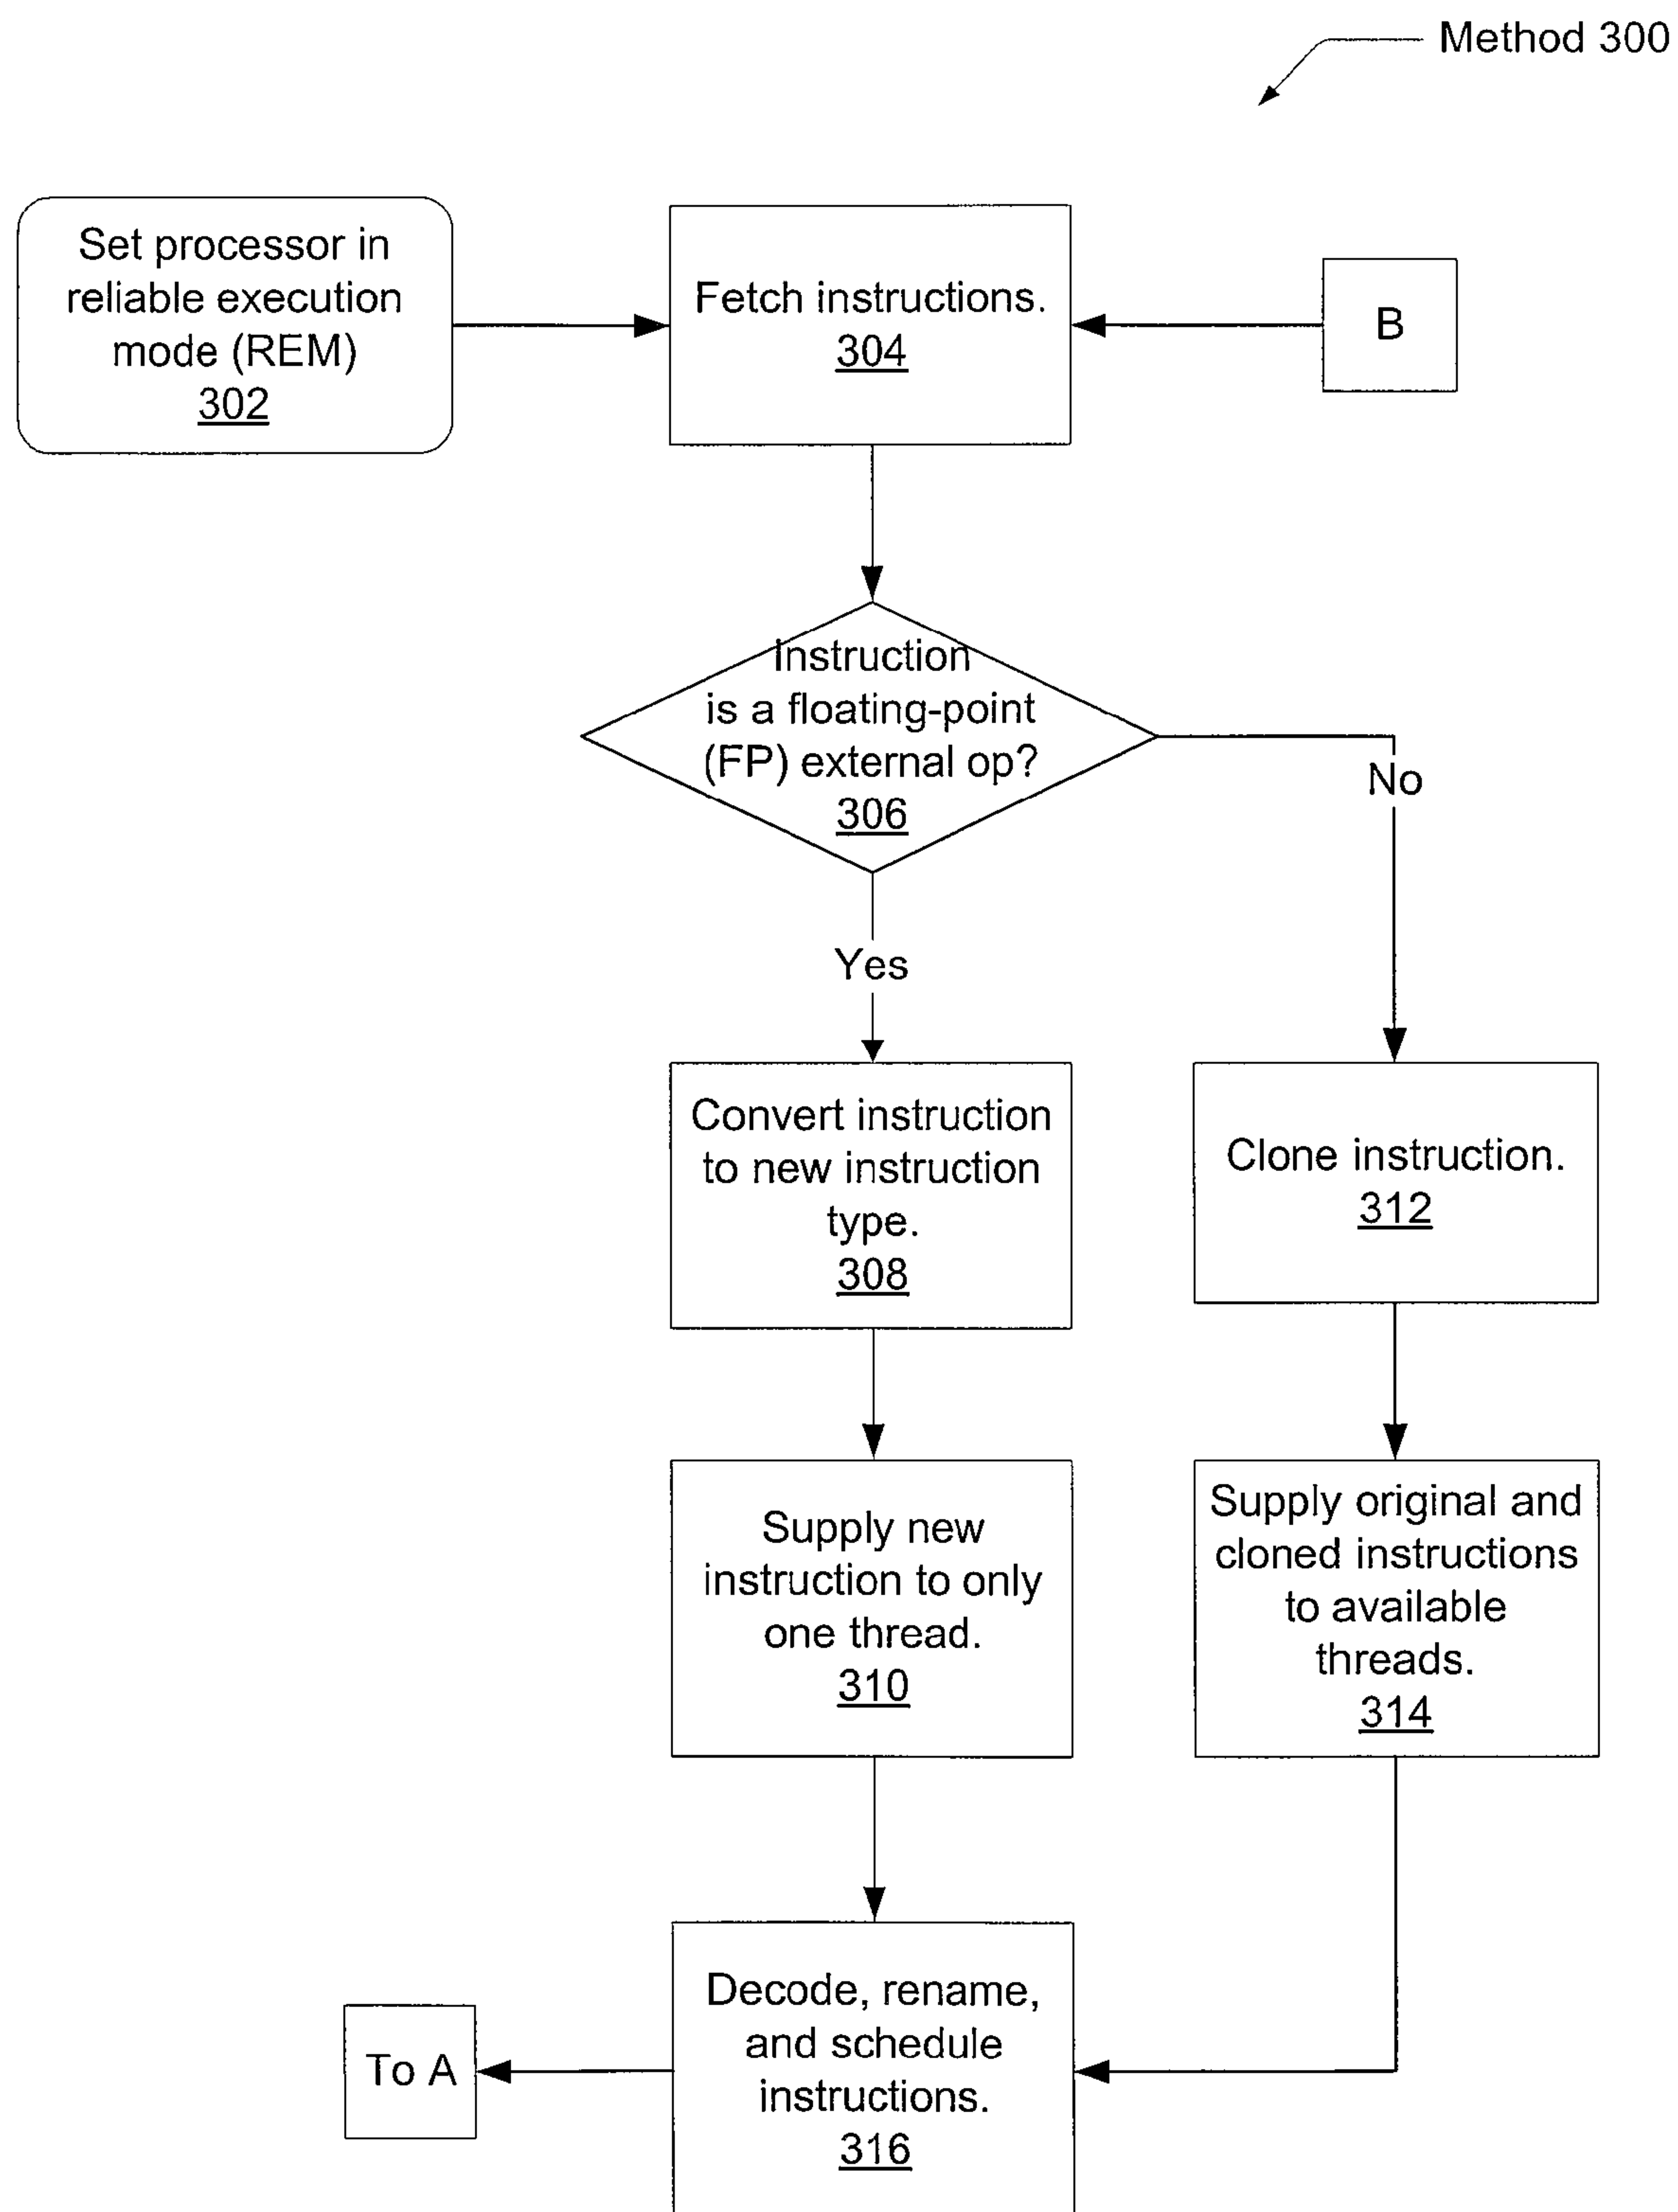 Method 300
Set processor in
reliable execution
mode (REM)
302
Fetch instructions.
304
B
Instruction
is a floating-point
(FP) external op?
306
No
Yes
Convert instruction
to new instruction
type.
308
Clone instruction.
312
Supply new
instruction to only
one thread.
310
Supply original and
cloned instructions
to available
threads.
314
Decode, rename,
and schedule
instructions.
316
To A